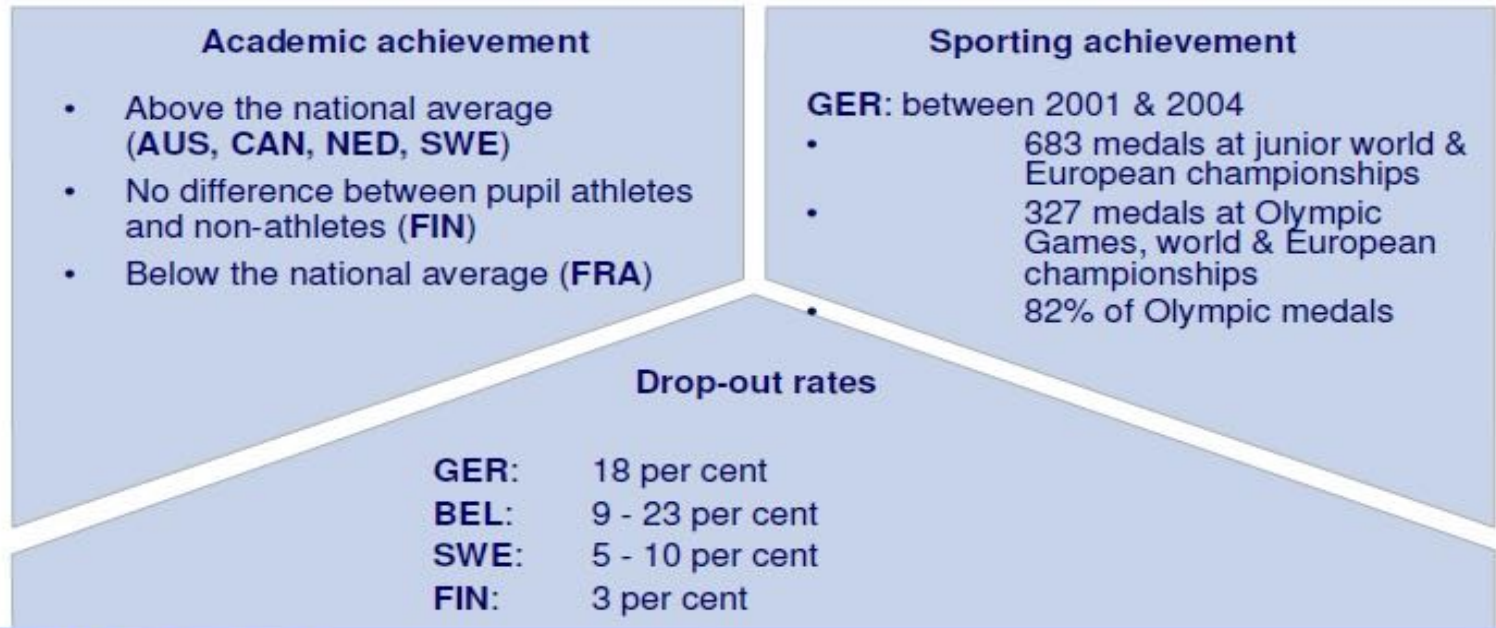 Academic achievement
• Above the national average
(AUS, CAN, NED, SWE)
• No difference between pupil athletes
and non-athletes (FIN)
• Below the national average (FRA)
Sporting achievement
GER: between 2001 & 2004
• 683 medals at junior world &
European championships
• 327 medals at Olympic
Games, world & European
championships
• 82% of Olympic medals
Drop-out rates
GER: 18 per cent
BEL: 9 - 23 per cent
SWE: 5 - 10 per cent
FIN: 3 per cent